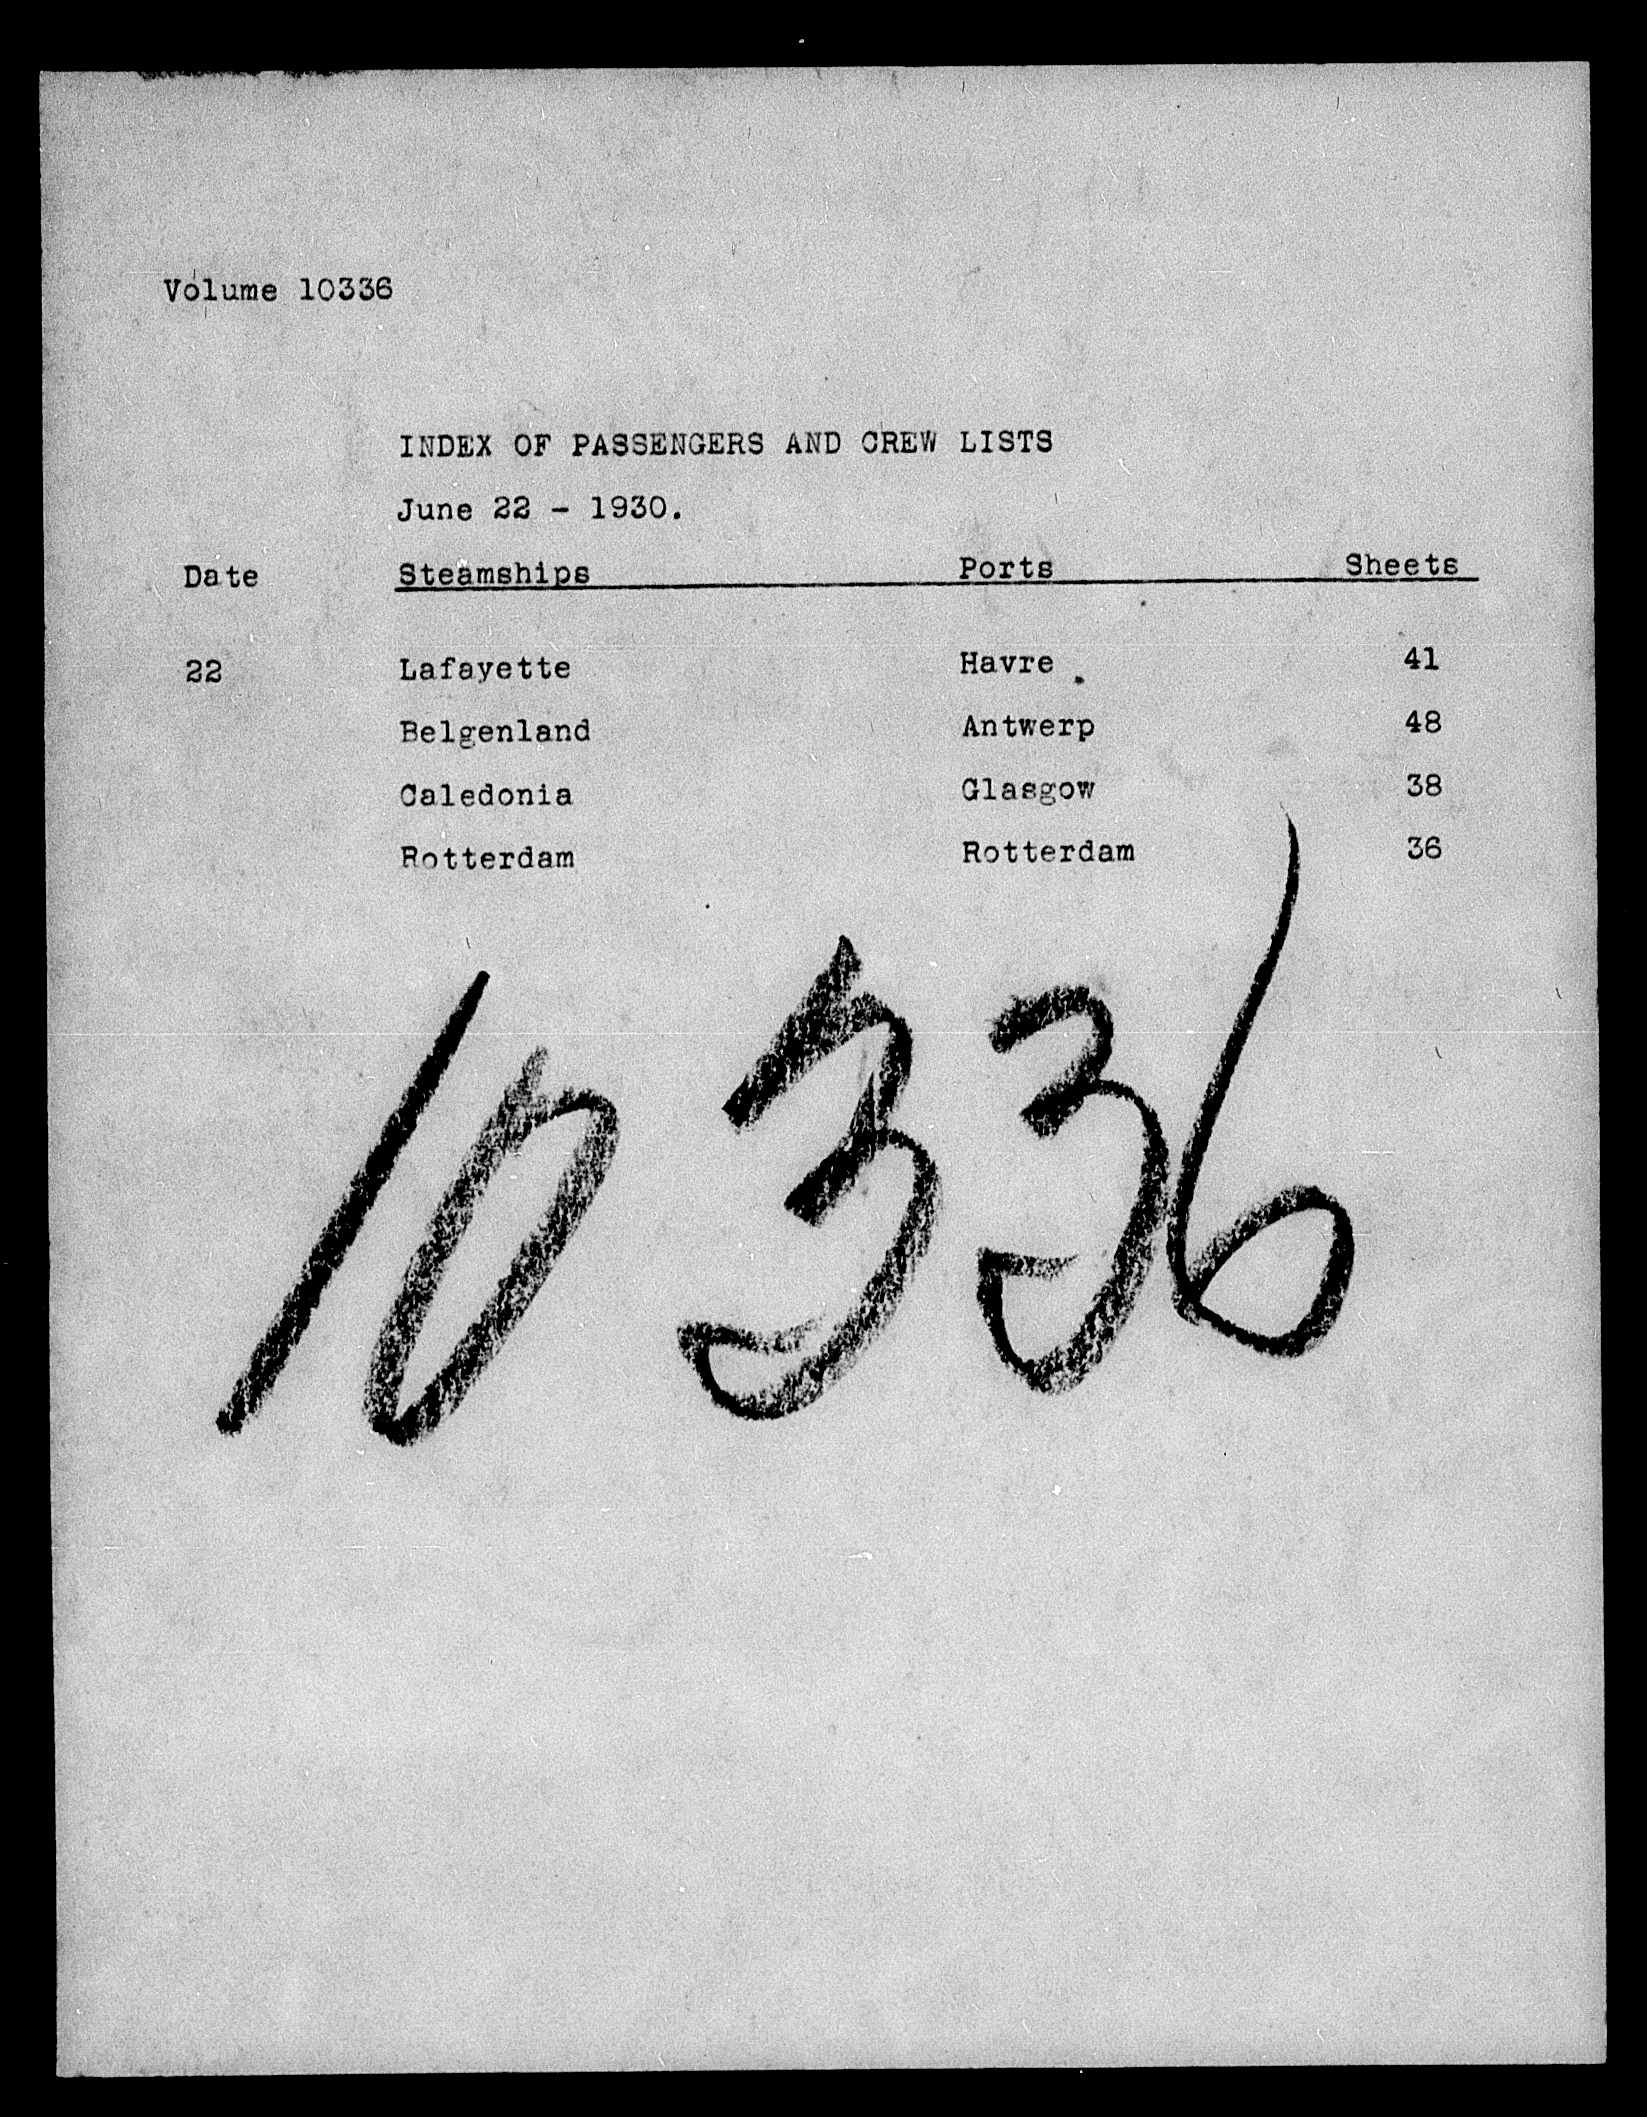 Volume 10336
INDEX OF PASSENGERS AND CREW LISTS
June 22 - 1930.
Date Steamships Ports Sheets
22 Lafayette Havre 41
Belgenland Antwerp 48
Caledonia Glasgow 38
Rotterdam Rotterdam 36
10336